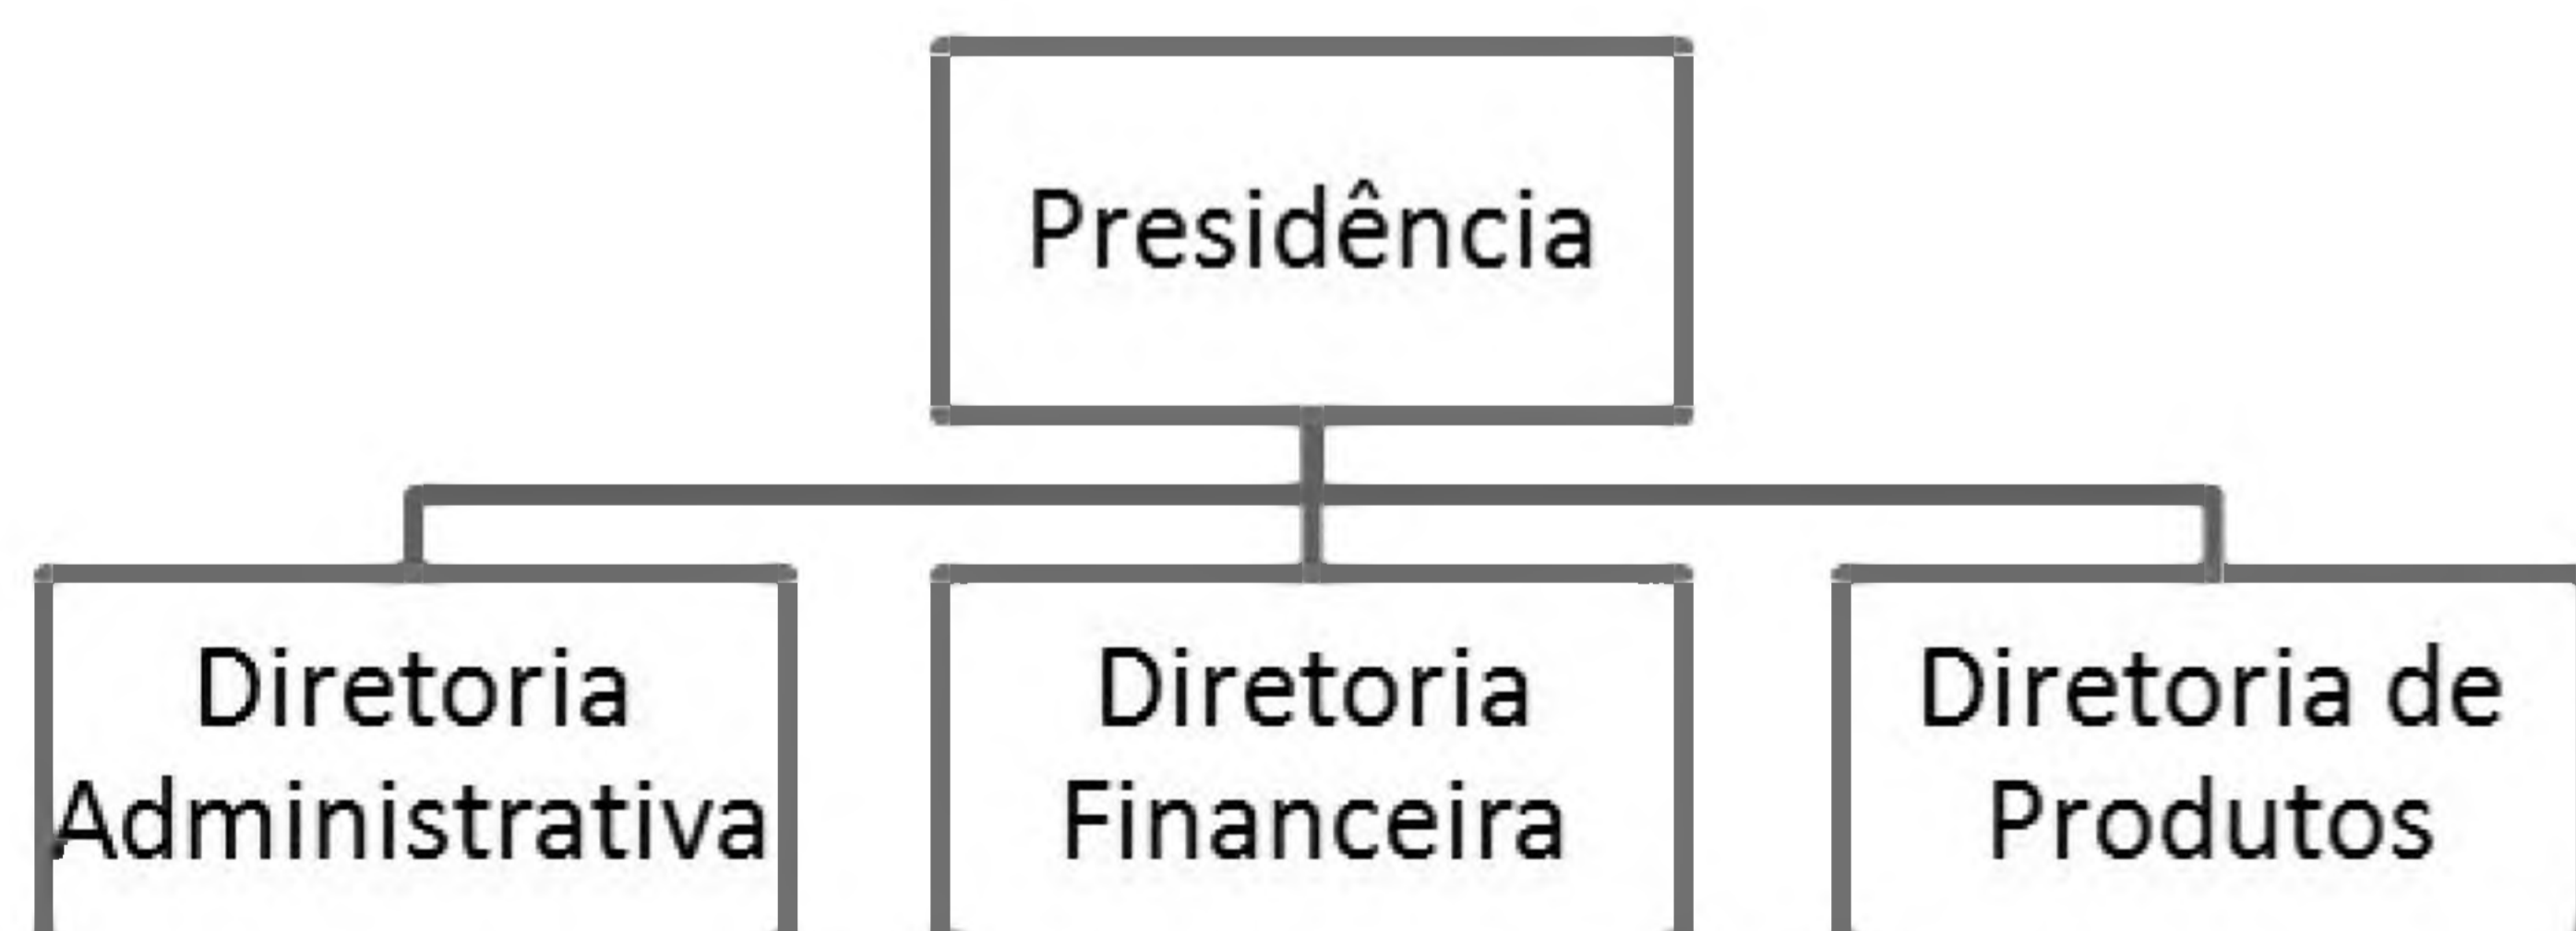 Presidência
Diretoria
Administrativa
Diretoria
Financeira
Diretoria de
Produtos